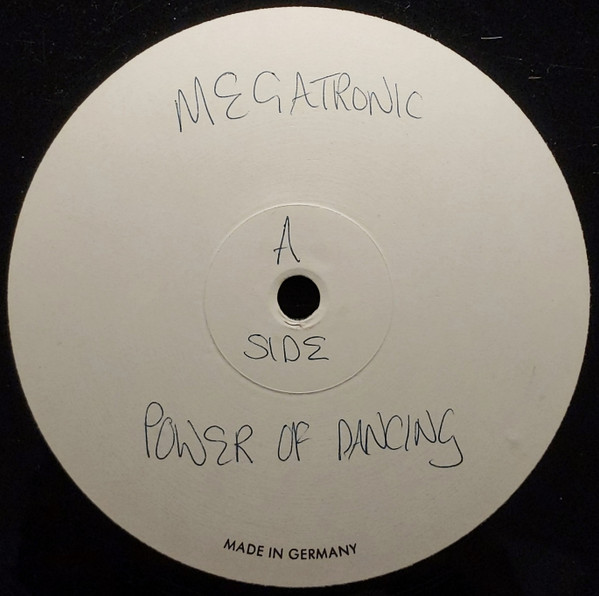 MEGATRONIC
A
SIDE
POWER OF DANCING
MADE IN GERMANY